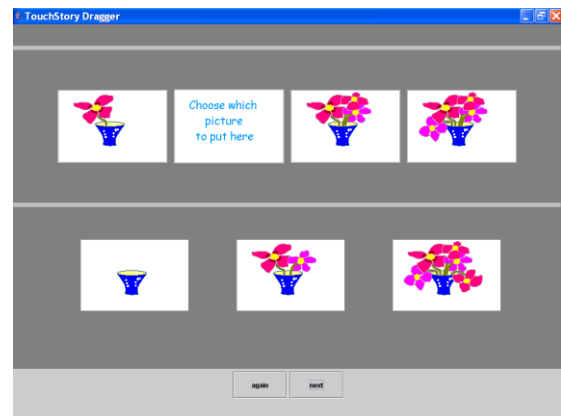 TouchStory Dragger
Choose which
picture
to put here
again
next